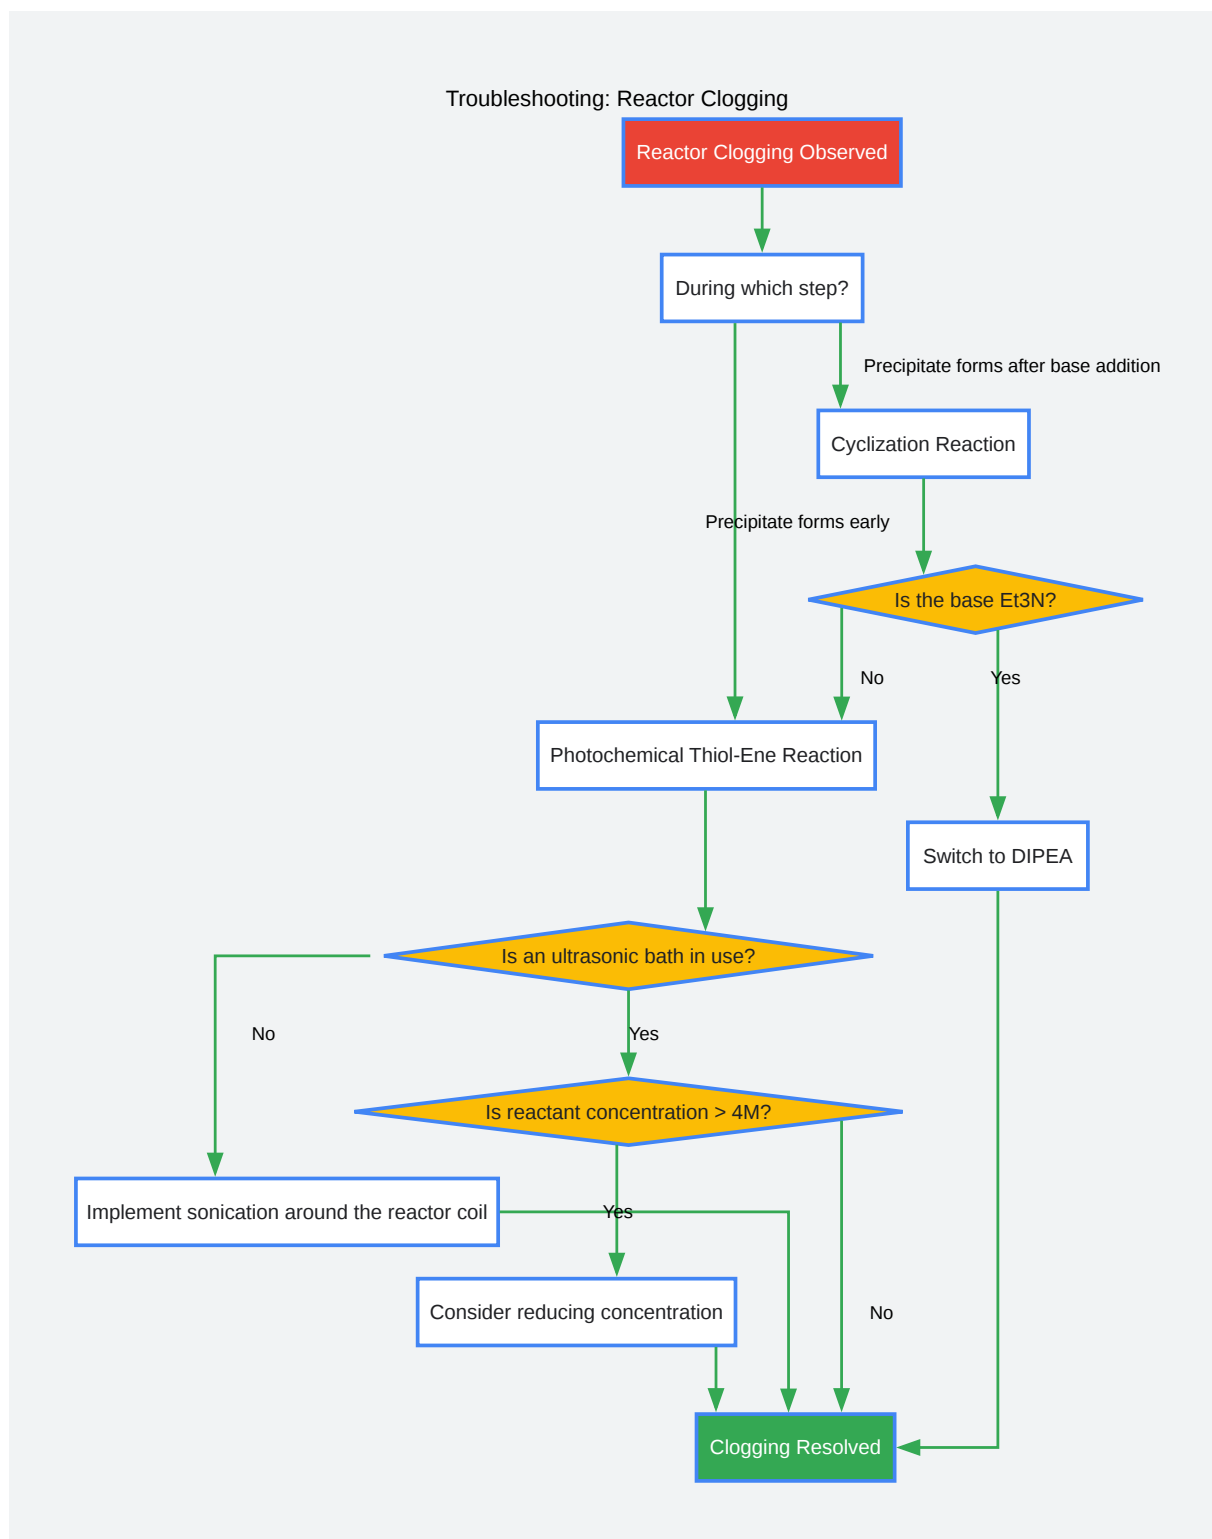 Troubleshooting: Reactor Clogging
Reactor Clogging Observed
During which step?
Precipitate forms after base addition
Cyclization Reaction
Precipitate forms early
Is the base Et3N?
No
Yes
Photochemical Thiol-Ene Reaction
Switch to DIPEA
Is an ultrasonic bath in use?
No
Yes
Is reactant concentration > 4M?
Implement sonication around the reactor coil
Yes
Consider reducing concentration
No
Clogging Resolved